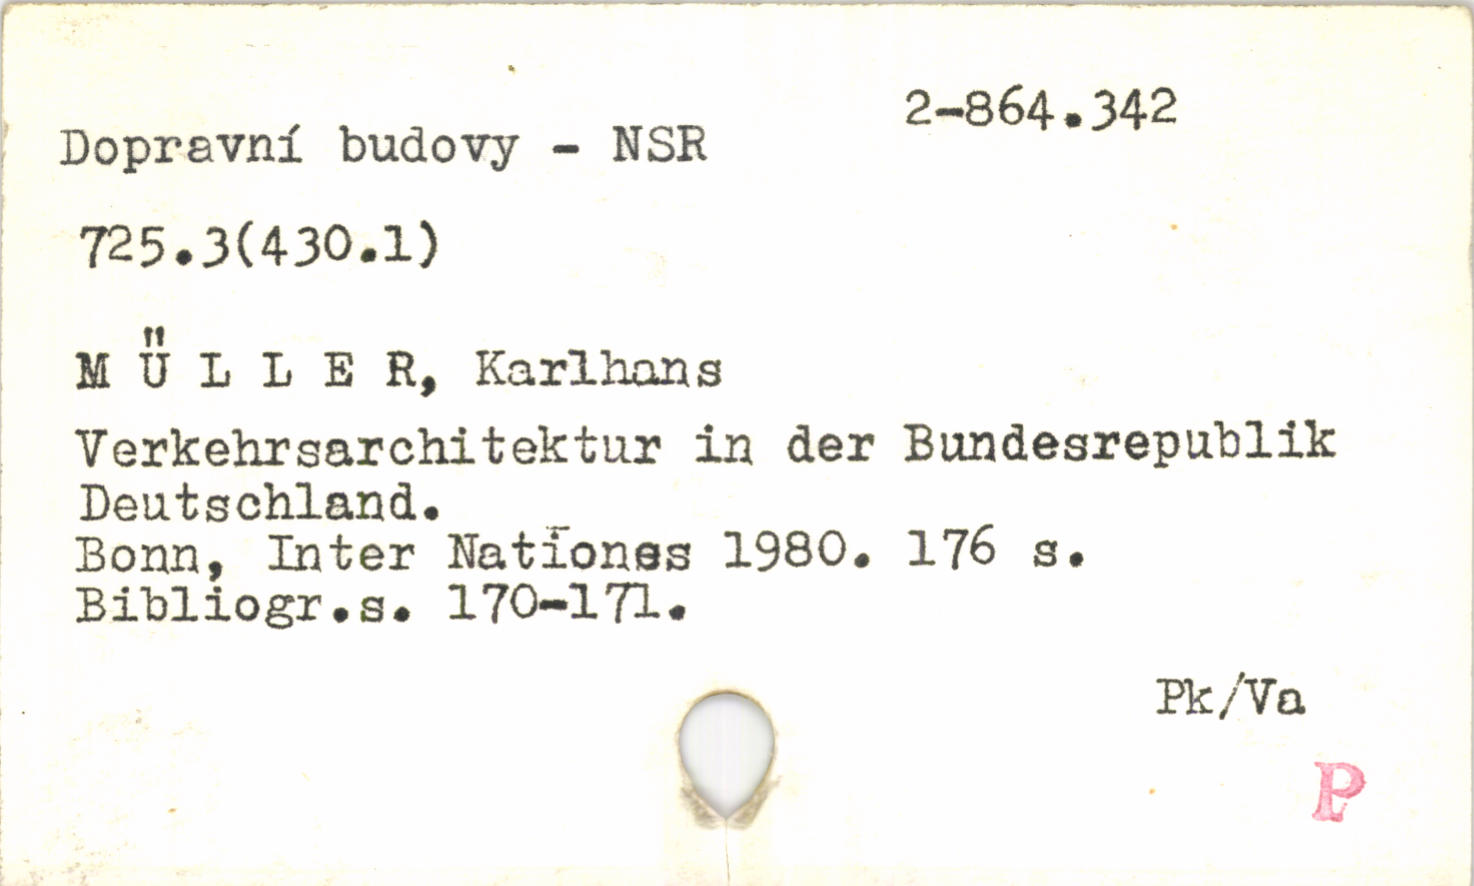 2-864.342
Dopravní budovy - NSR
725.3(430.1)
M Ü L L E R, Karlhans
Verkehrsarchitektur in der Bundesrepublik
Deutschland.
Bonn, Inter Nationes 1980. 176 s.
Bibliogr.s. 170-171.
Pk/Va
P